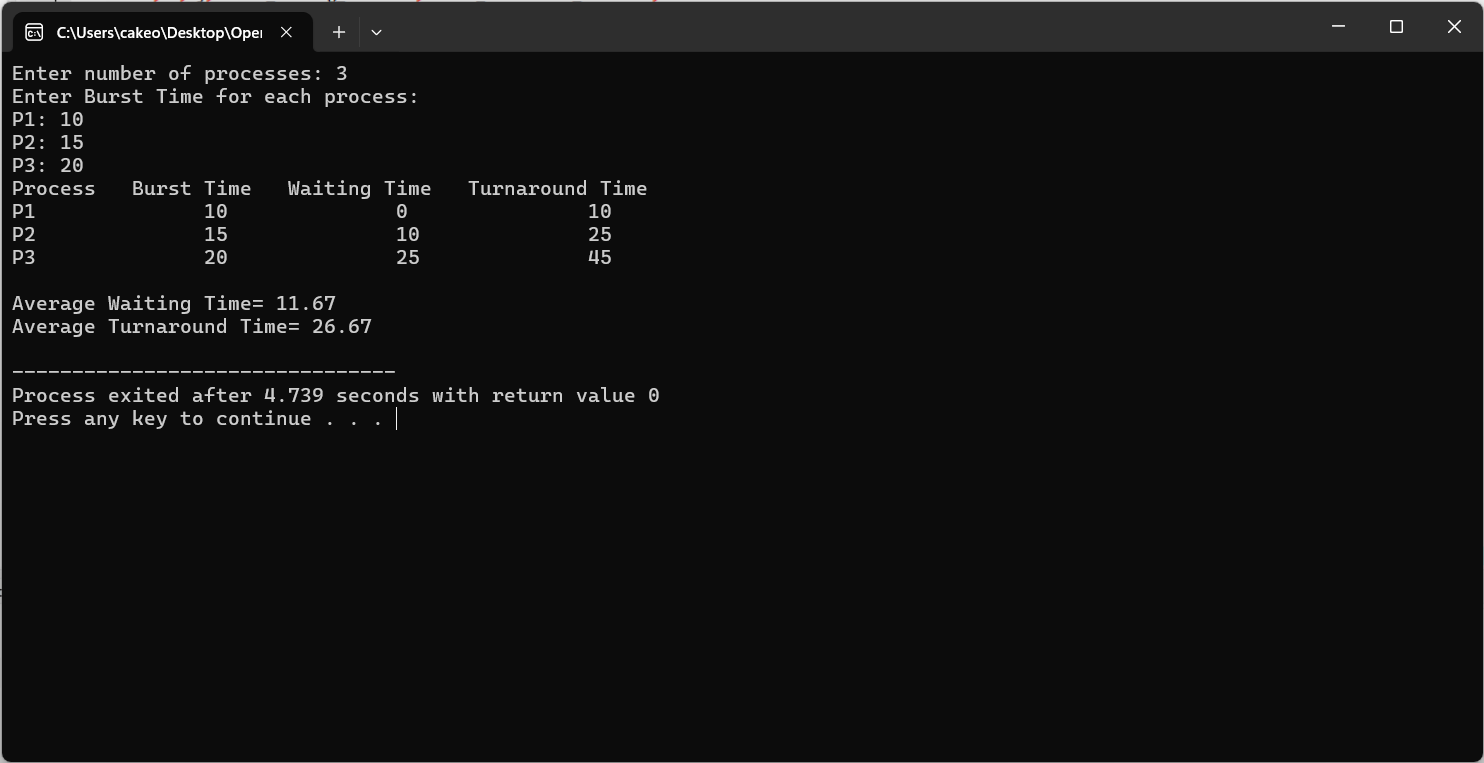 C:\Users\cakeo\Desktop\Oper
Enter number of processes: 3
Enter Burst Time for each process:
P1: 10
P2: 15
P3: 20
Process   Burst Time   Waiting Time   Turnaround Time
P1              10              0               10
P2              15              10              25
P3              20              25              45
Average Waiting Time= 11.67
Average Turnaround Time= 26.67
--------------------------------
Process exited after 4.739 seconds with return value 0
Press any key to continue . . .